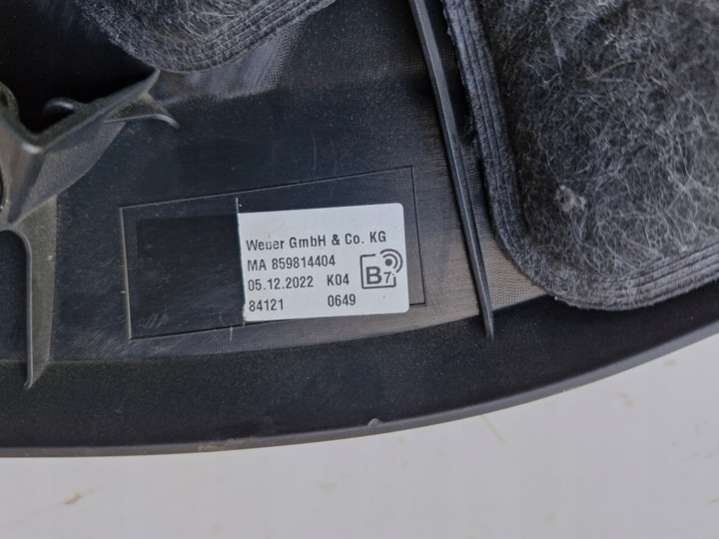 Weber GmbH & Co. KG
MA 859814404
05.12.2022 K04
B7
84121 0649